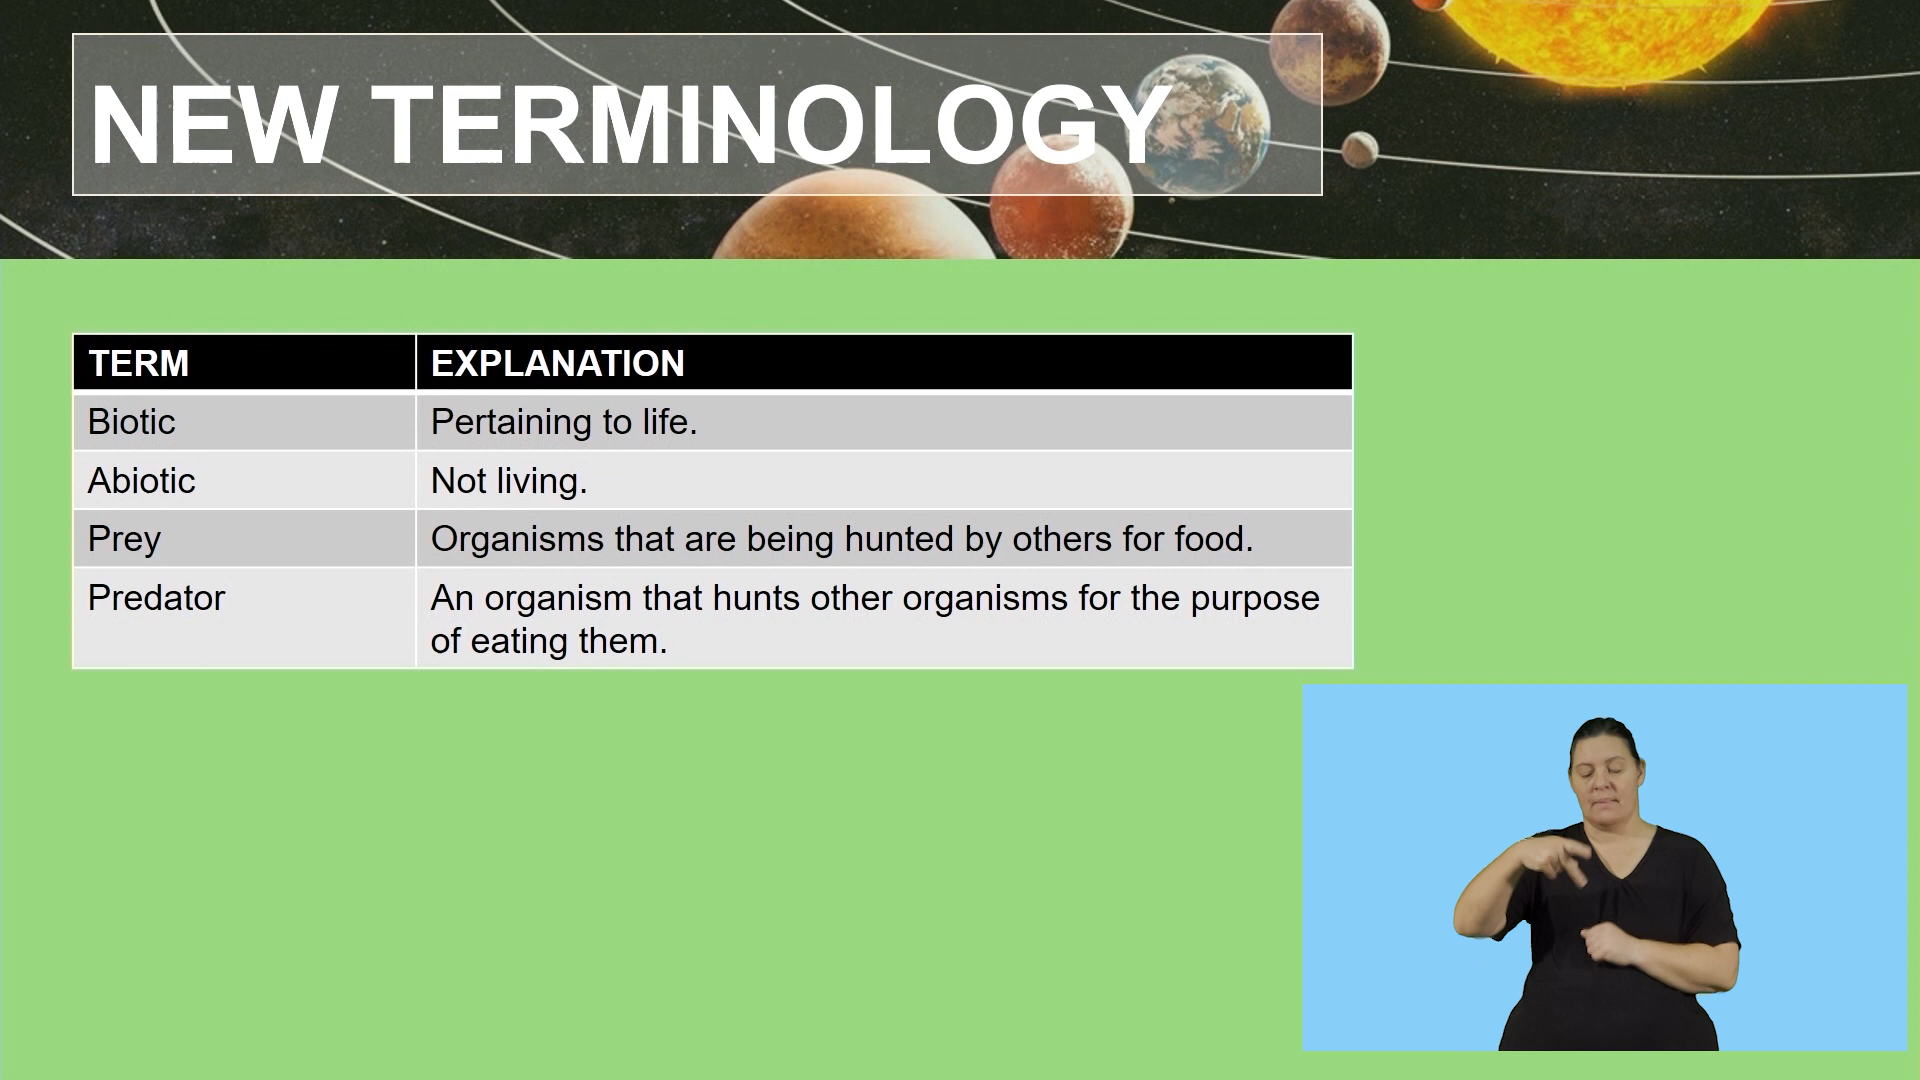 NEW TERMINOLOGY
TERM EXPLANATION
Biotic Pertaining to life.
Abiotic Not living.
Prey Organisms that are being hunted by others for food.
Predator An organism that hunts other organisms for the purpose
of eating them.